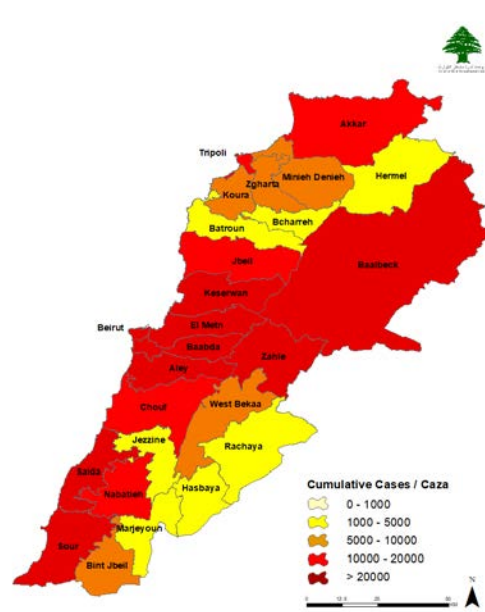 Akkar
Tripoli
Minieh Denieh
Hermel
Zgharta
Koura
Bcharreh
Batroun
Baalbeck
Jbeil
Keserwan
El Metn
Beirut
Baabda
Zahle
Aley
West Bekaa
Chouf
Jezzine
Rachaya
Saida
Hasbaya
Nabatieh
Marjeyoun
Sour
Bint Jbeil
Cumulative Cases / Caza
0 - 1000
1000 - 5000
5000 - 10000
10000 - 20000
> 20000
N